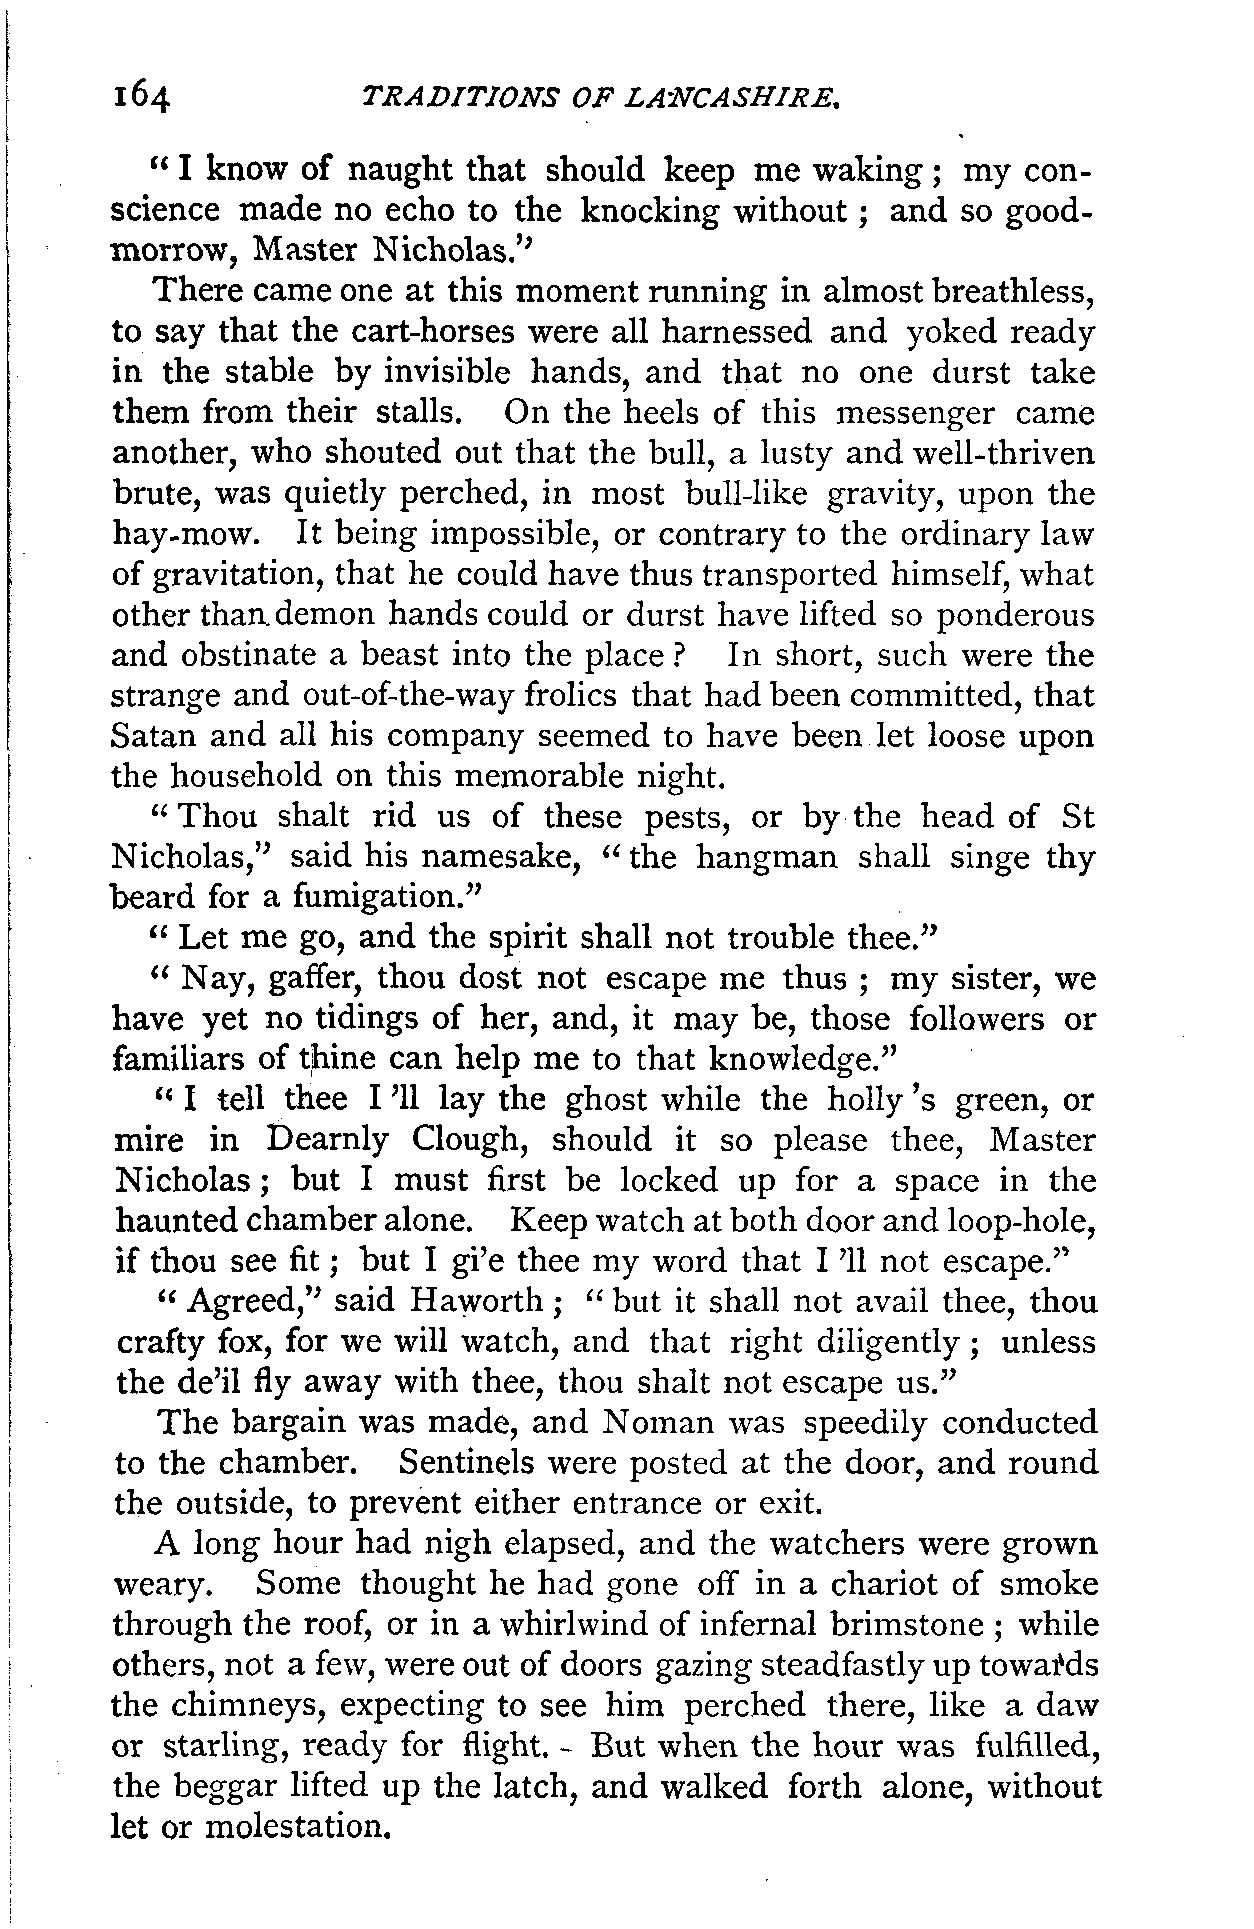 164 TRADITIONS OF LANCASHIRE.
“ I know of naught that should keep me waking ; my con-
science made no echo to the knocking without ; and so good-
morrow, Master Nicholas.”
There came one at this moment running in almost breathless,
to say that the cart-horses were all harnessed and yoked ready
in the stable by invisible hands, and that no one durst take
them from their stalls. On the heels of this messenger came
another, who shouted out that the bull, a lusty and well-thriven
brute, was quietly perched, in most bull-like gravity, upon the
hay-mow. It being impossible, or contrary to the ordinary law
of gravitation, that he could have thus transported himself, what
other than demon hands could or durst have lifted so ponderous
and obstinate a beast into the place ? In short, such were the
strange and out-of-the-way frolics that had been committed, that
Satan and all his company seemed to have been let loose upon
the household on this memorable night.
“ Thou shalt rid us of these pests, or by the head of St
Nicholas,” said his namesake, “ the hangman shall singe thy
beard for a fumigation.”
“ Let me go, and the spirit shall not trouble thee.”
“ Nay, gaffer, thou dost not escape me thus ; my sister, we
have yet no tidings of her, and, it may be, those followers or
familiars of thine can help me to that knowledge.”
“ I tell thee I ’ll lay the ghost while the holly ’s green, or
mire in Dearnly Clough, should it so please thee, Master
Nicholas ; but I must first be locked up for a space in the
haunted chamber alone. Keep watch at both door and loop-hole,
if thou see fit ; but I gi’e thee my word that I ’ll not escape.”
“ Agreed,” said Haworth ; “ but it shall not avail thee, thou
crafty fox, for we will watch, and that right diligently ; unless
the de’il fly away with thee, thou shalt not escape us.”
The bargain was made, and Noman was speedily conducted
to the chamber. Sentinels were posted at the door, and round
the outside, to prevent either entrance or exit.
A long hour had nigh elapsed, and the watchers were grown
weary. Some thought he had gone off in a chariot of smoke
through the roof, or in a whirlwind of infernal brimstone ; while
others, not a few, were out of doors gazing steadfastly up towards
the chimneys, expecting to see him perched there, like a daw
or starling, ready for flight. - But when the hour was fulfilled,
the beggar lifted up the latch, and walked forth alone, without
let or molestation.